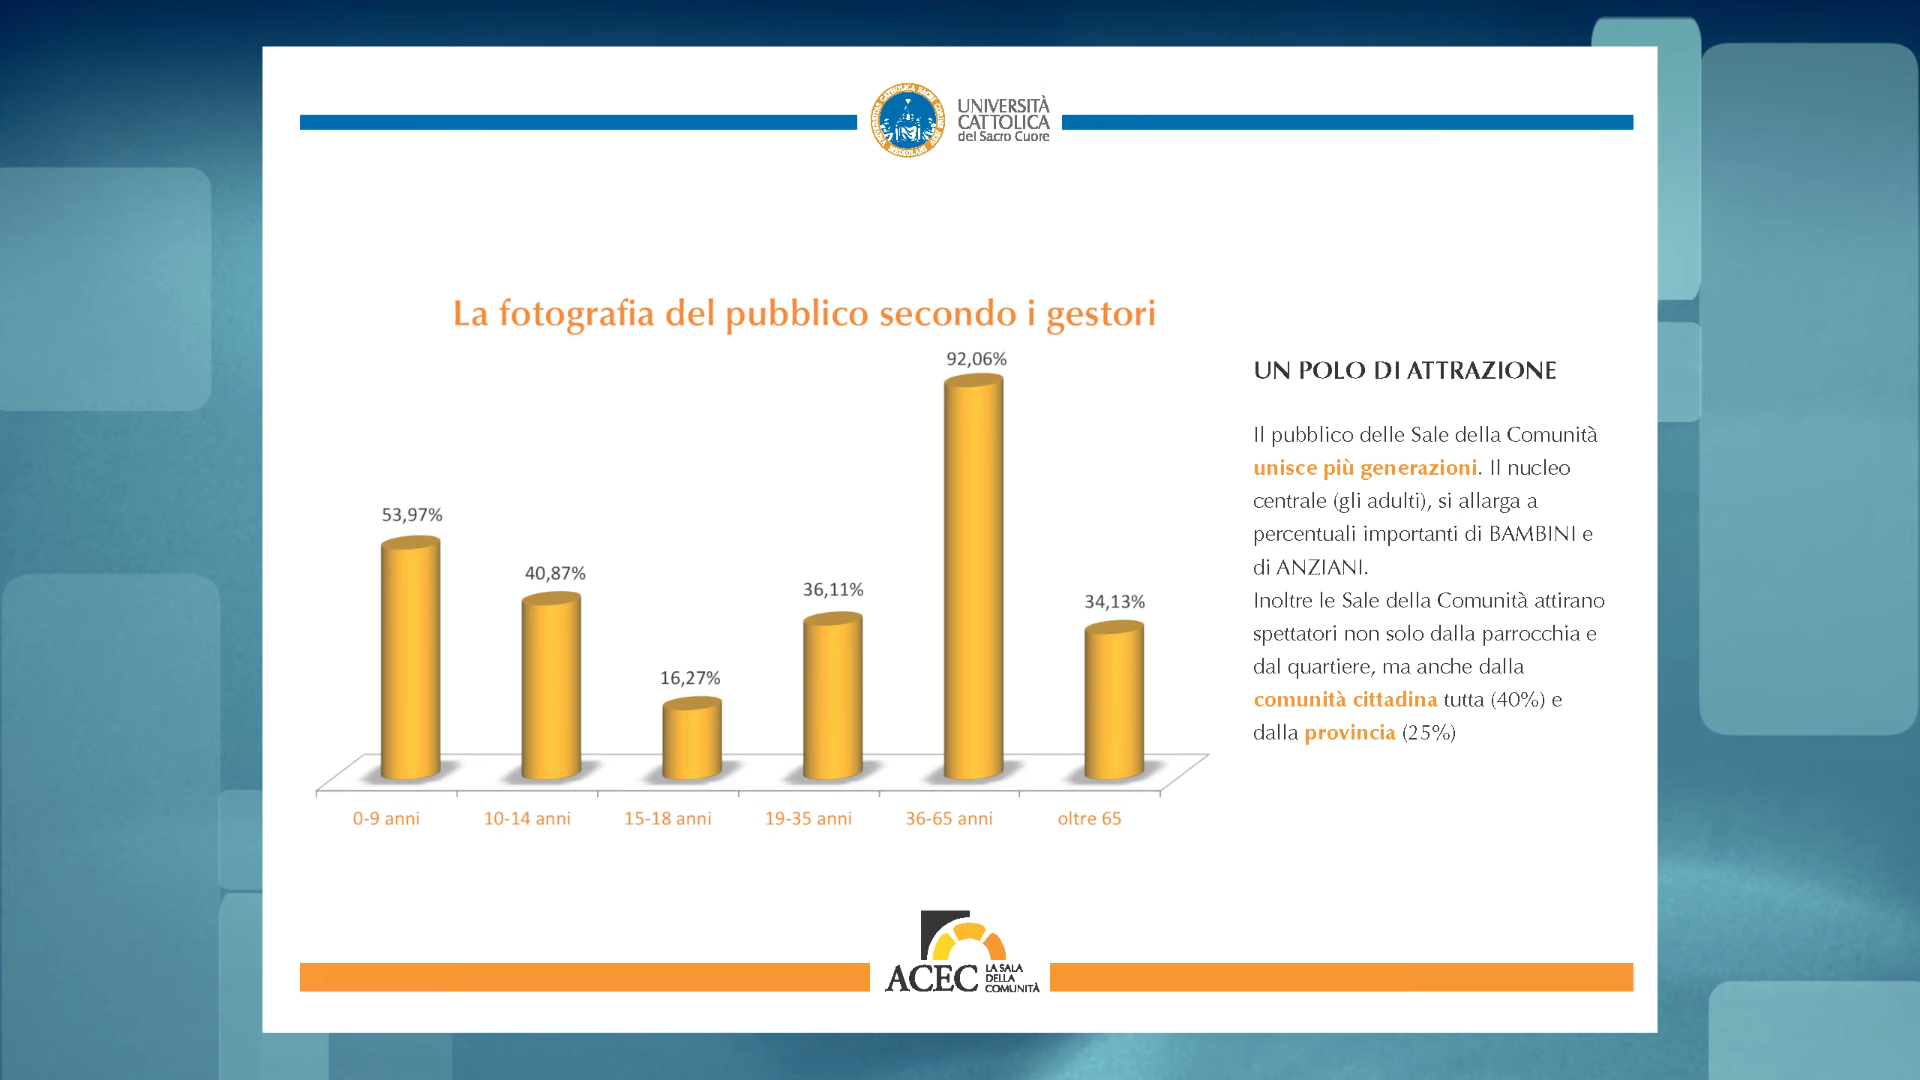 UNIVERSITÀ
CATTOLICA
del Sacro Cuore
La fotografia del pubblico secondo i gestori
53,97%
40,87%
16,27%
36,11%
92,06%
34,13%
0-9 anni
10-14 anni
15-18 anni
19-35 anni
36-65 anni
oltre 65
UN POLO DI ATTRAZIONE
Il pubblico delle Sale della Comunità
unisce più generazioni. Il nucleo
centrale (gli adulti), si allarga a
percentuali importanti di BAMBINI e
di ANZIANI.
Inoltre le Sale della Comunità attirano
spettatori non solo dalla parrocchia e
dal quartiere, ma anche dalla
comunità cittadina tutta (40%) e
dalla provincia (25%)
ACEC
LA SALA
DELLA
COMUNITÀ